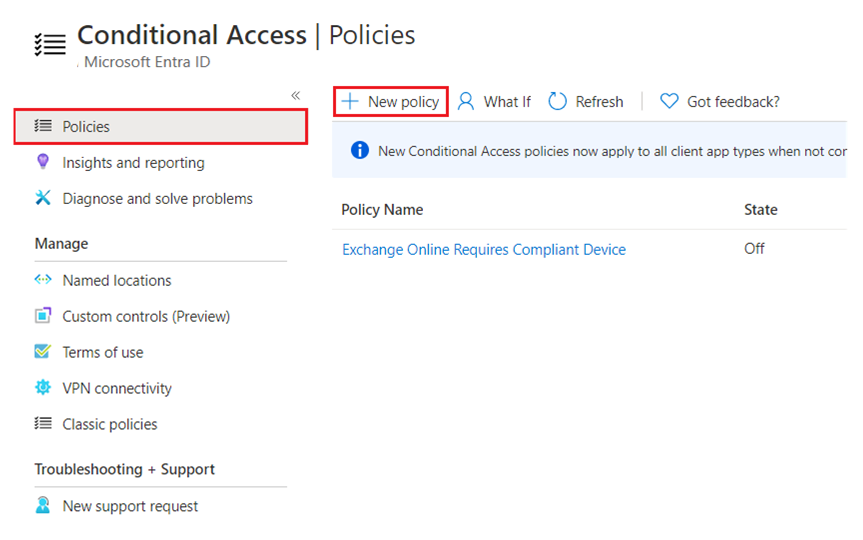 Conditional Access | Policies
Microsoft Entra ID
«
Policies
Insights and reporting
Diagnose and solve problems
Manage
Named locations
Custom controls (Preview)
Terms of use
VPN connectivity
Classic policies
Troubleshooting + Support
New support request
New policy What If Refresh Got feedback?
New Conditional Access policies now apply to all client app types when not cor
Policy Name State
Exchange Online Requires Compliant Device Off